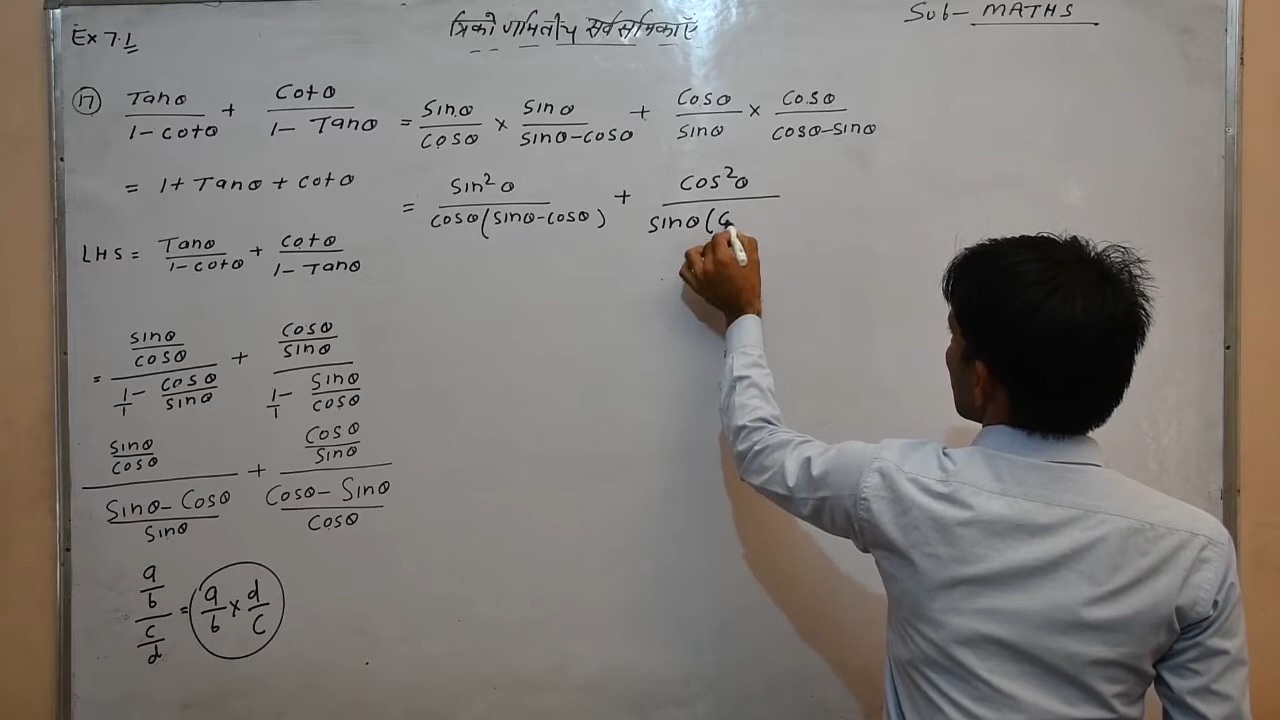 Ex 7.1
त्रिकोणमितीय सर्वसमिकाएँ
Sub- MATHS
(17) Tanθ/(1-cotθ) + Cotθ/(1- Tanθ)
= 1+ Tanθ + cotθ
LHS = Tanθ/(1-cotθ) + cotθ/(1- Tanθ)
= (sinθ/cosθ)/(1/1 - cosθ/sinθ) + (cosθ/sinθ)/(1/1 - sinθ/cosθ)
(sinθ/cosθ)/((Sinθ- Cosθ)/Sinθ) + (Cosθ/Sinθ)/((Cosθ- Sinθ)/Cosθ)
(a/b)/(c/d) = a/b x d/c
= Sinθ/Cosθ x Sinθ/(sinθ-cosθ) + Cosθ/Sinθ x Cosθ/(cosθ-sinθ)
= Sin²θ/(cosθ(sinθ-cosθ)) + Cos²θ/(sinθ(c